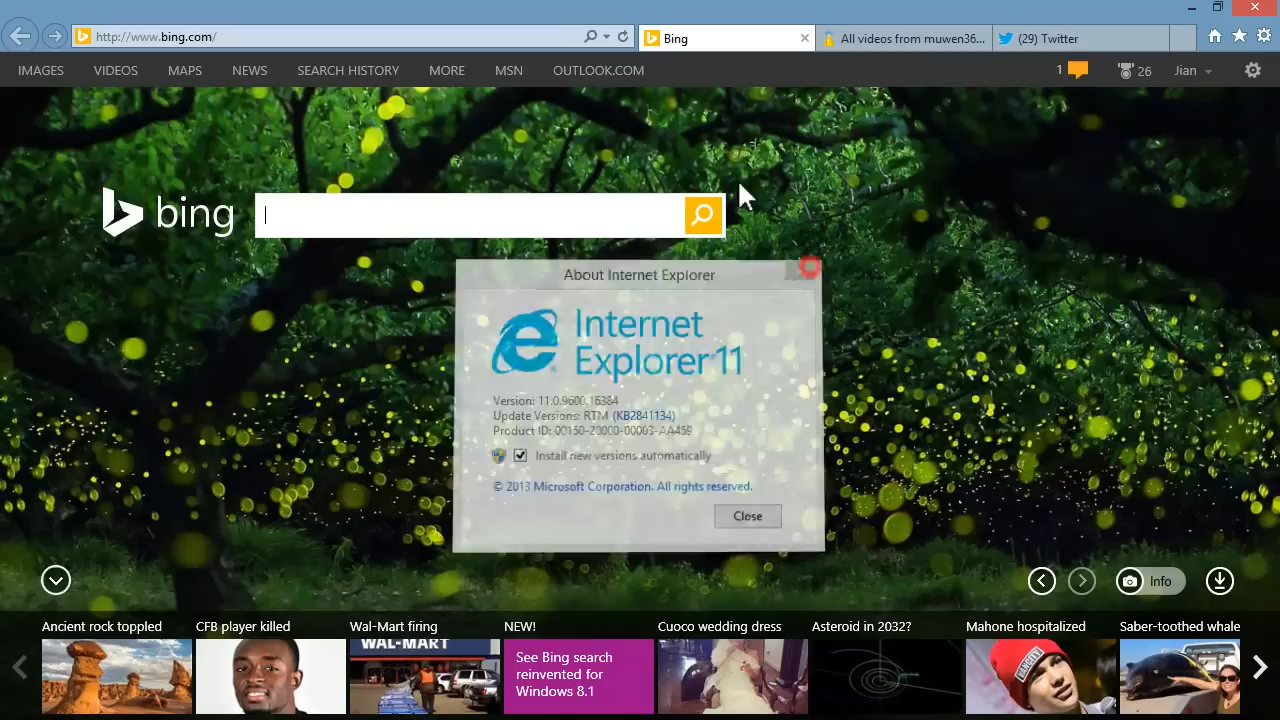 http://www.bing.com/
Bing
All videos from muwen36...
(29) Twitter
IMAGES
VIDEOS
MAPS
NEWS
SEARCH HISTORY
MORE
MSN
OUTLOOK.COM
1
26
Jian
bing
About Internet Explorer
Internet
Explorer 11
Version: 11.0.9600.16384
Update Versions: RTM (KB2841134)
Product ID: 00150-20000-00003-AA459
Install new versions automatically
© 2013 Microsoft Corporation. All rights reserved.
Close
Info
Ancient rock toppled
CFB player killed
Wal-Mart firing
NEW!
Cuoco wedding dress
Asteroid in 2032?
Mahone hospitalized
Saber-toothed whale
WAL-MART
See Bing search
reinvented for
Windows 8.1